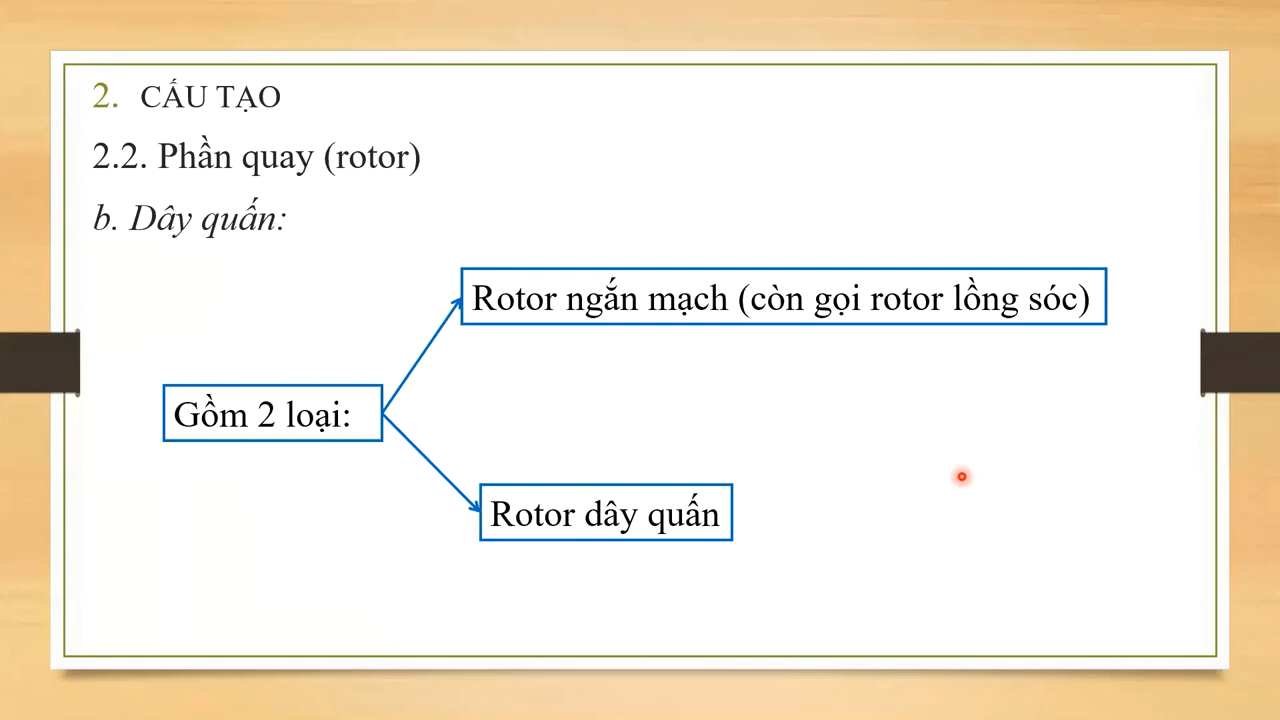 2. CẤU TẠO
2.2. Phần quay (rotor)
b. Dây quấn:
Rotor ngắn mạch (còn gọi rotor lồng sóc)
Gồm 2 loại:
Rotor dây quấn